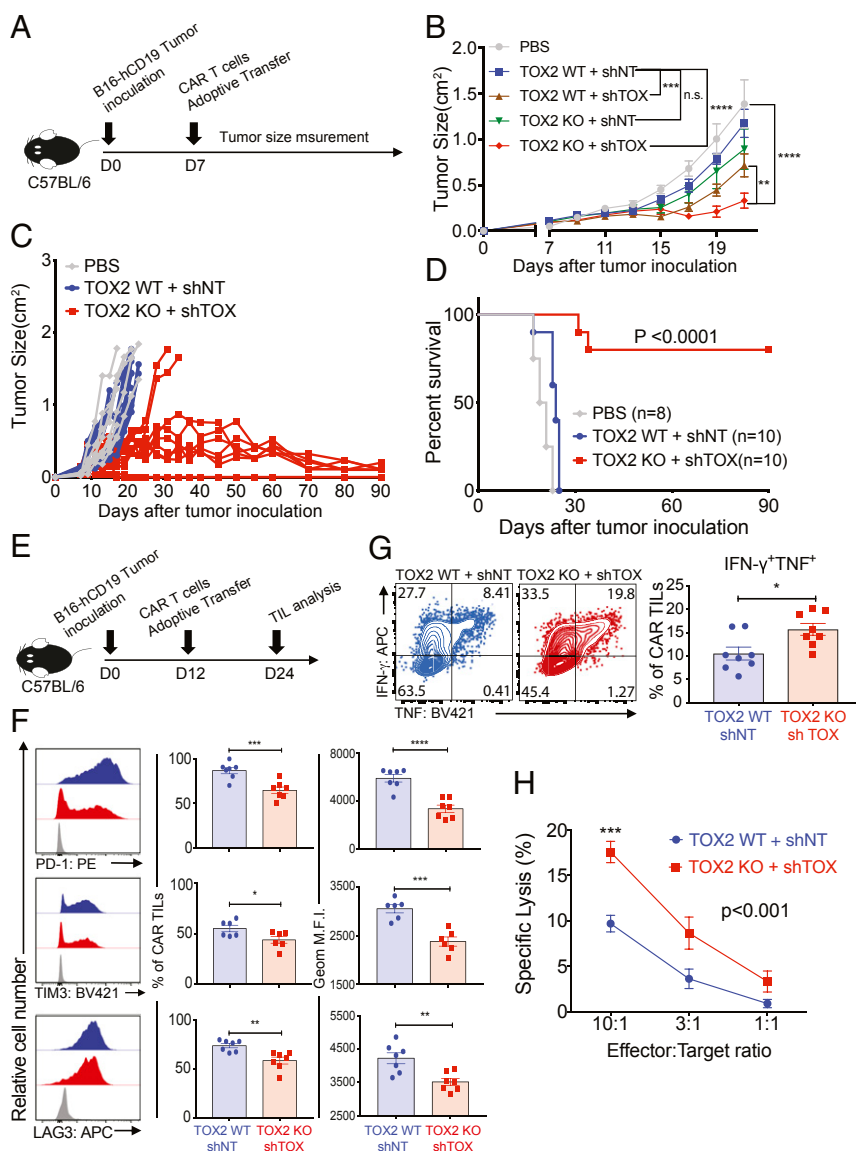 A
B16-hCD19 Tumor
inoculation
CAR T cells
Adoptive Transfer
Tumor size msurement
D0
D7
C57BL/6
B
Tumor Size(cm²)
2.0
1.5
1.0
0.5
0.0
PBS
TOX2 WT + shNT
TOX2 WT + shTOX
TOX2 KO + shNT
TOX2 KO + shTOX
***
n.s.
****
****
**
0
7
11
15
19
Days after tumor inoculation
C
Tumor Size(cm²)
3
2
1
0
PBS
TOX2 WT + shNT
TOX2 KO + shTOX
0 10 20 30 40 50 60 70 80 90
Days after tumor inoculation
D
Percent survival
100
50
0
P <0.0001
PBS (n=8)
TOX2 WT + shNT (n=10)
TOX2 KO + shTOX(n=10)
0 30 60 90
Days after tumor inoculation
E
B16-hCD19 Tumor
inoculation
CAR T cells
Adoptive Transfer
TIL analysis
D0
D12
D24
C57BL/6
F
Relative cell number
PD-1: PE
TIM3: BV421
LAG3: APC
% of CAR TILs
100
50
0
***
100
50
0
*
100
50
0
**
TOX2 WT
shNT
TOX2 KO
shTOX
Geom M.F.I.
8000
4000
0
****
3500
2500
1500
***
5500
4500
3500
2500
**
TOX2 WT
shNT
TOX2 KO
shTOX
G
TOX2 WT + shNT
TOX2 KO + shTOX
27.7
8.41
63.5
0.41
33.5
19.8
45.4
1.27
IFN-γ: APC
TNF: BV421
IFN-γ⁺TNF⁺
% of CAR TILs
25
20
15
10
5
0
*
TOX2 WT
shNT
TOX2 KO
sh TOX
H
Specific Lysis (%)
20
15
10
5
0
***
TOX2 WT + shNT
TOX2 KO + shTOX
p<0.001
10:1
3:1
1:1
Effector:Target ratio